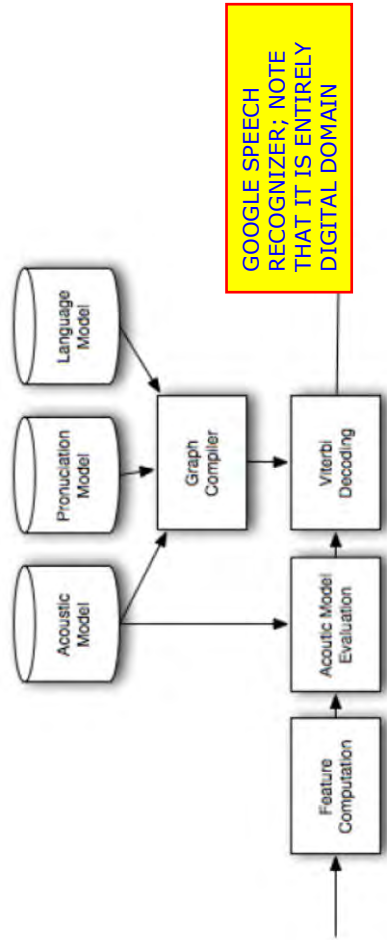 Acoustic
Model
Pronuciation
Model
Language
Model
Graph
Compiler
Feature
Computation
Acoutic Model
Evaluation
Viterbi
Decoding
GOOGLE SPEECH
RECOGNIZER; NOTE
THAT IT IS ENTIRELY
DIGITAL DOMAIN